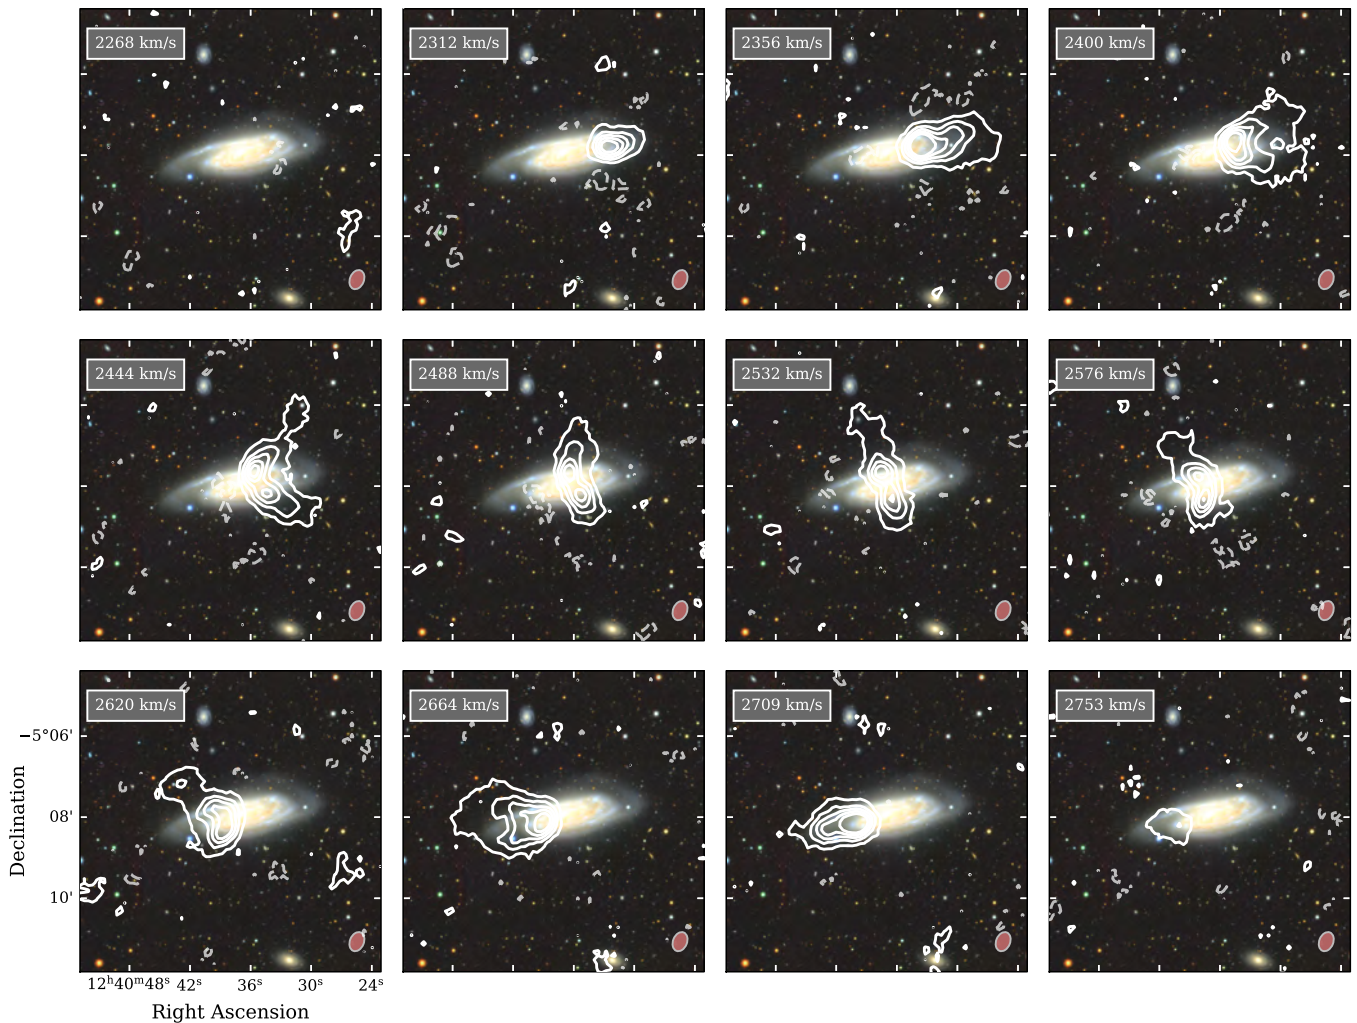 2268 km/s
2312 km/s
2356 km/s
2400 km/s
2444 km/s
2488 km/s
2532 km/s
2576 km/s
2620 km/s
2664 km/s
2709 km/s
2753 km/s
−5°06'
08'
10'
Declination
12ʰ40ᵐ48ˢ 42ˢ 36ˢ 30ˢ 24ˢ
Right Ascension